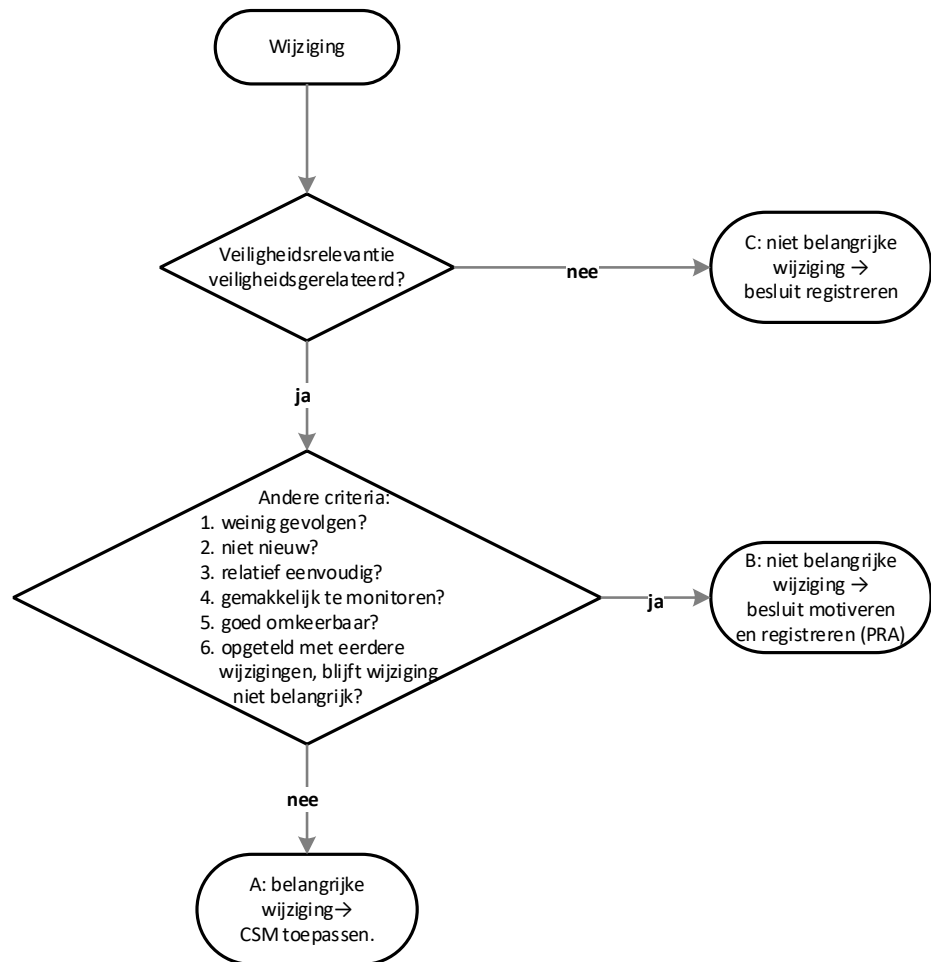 Wijziging
Veiligheidsrelevantie
veiligheidsgerelateerd?
nee
C: niet belangrijke
wijziging →
besluit registreren
ja
Andere criteria:
1. weinig gevolgen?
2. niet nieuw?
3. relatief eenvoudig?
4. gemakkelijk te monitoren?
5. goed omkeerbaar?
6. opgeteld met eerdere
wijzigingen, blijft wijziging
niet belangrijk?
ja
B: niet belangrijke
wijziging →
besluit motiveren
en registreren (PRA)
nee
A: belangrijke
wijziging→
CSM toepassen.